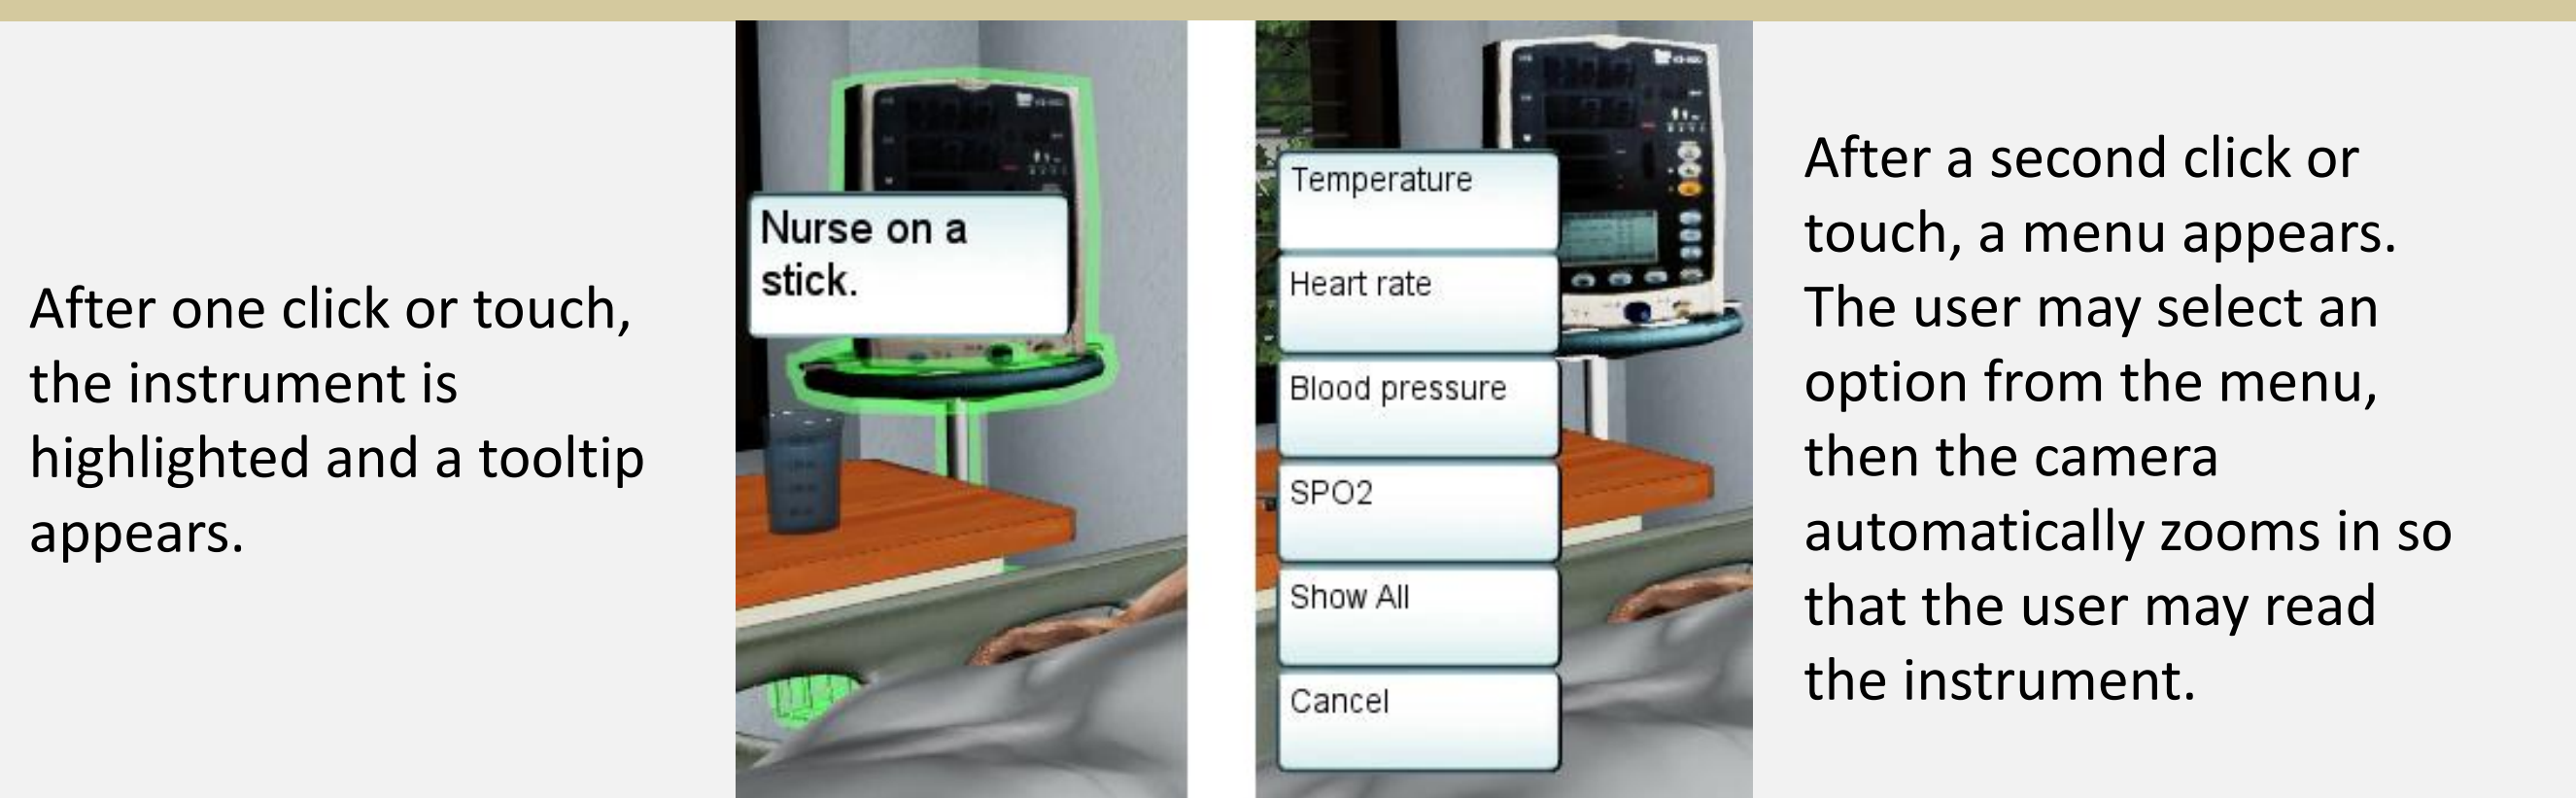 After one click or touch,
the instrument is
highlighted and a tooltip
appears.
Nurse on a
stick.
Temperature
Heart rate
Blood pressure
SPO2
Show All
Cancel
After a second click or
touch, a menu appears.
The user may select an
option from the menu,
then the camera
automatically zooms in so
that the user may read
the instrument.